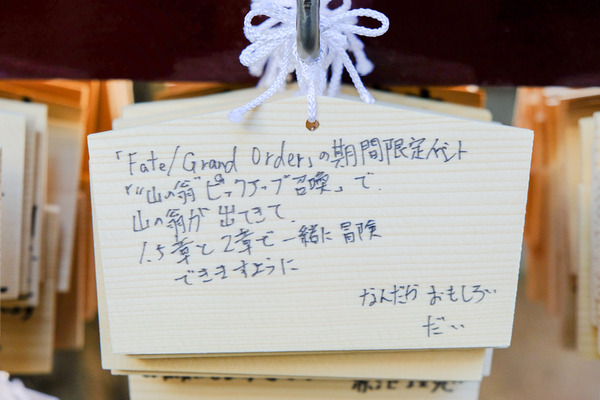 「Fate/Grand Order」の期間限定イベント
"山の翁"ピックアップ召喚」で、
山の翁が出てきて、
1.5章と2章で一緒に冒険
できますように
なんだか おもしろ‥
だ‥